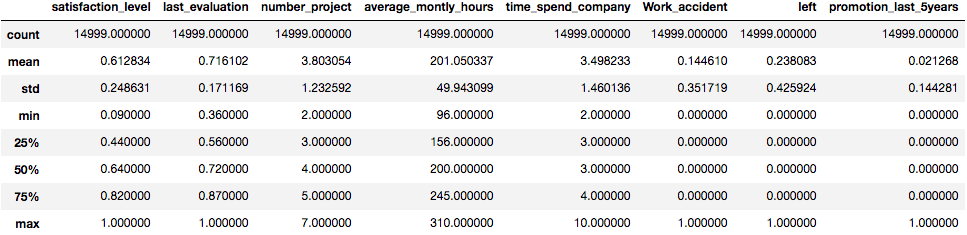 satisfaction_level last_evaluation number_project average_montly_hours time_spend_company Work_accident left promotion_last_5years
count 14999.000000 14999.000000 14999.000000 14999.000000 14999.000000 14999.000000 14999.000000 14999.000000
mean 0.612834 0.716102 3.803054 201.050337 3.498233 0.144610 0.238083 0.021268
std 0.248631 0.171169 1.232592 49.943099 1.460136 0.351719 0.425924 0.144281
min 0.090000 0.360000 2.000000 96.000000 2.000000 0.000000 0.000000 0.000000
25% 0.440000 0.560000 3.000000 156.000000 3.000000 0.000000 0.000000 0.000000
50% 0.640000 0.720000 4.000000 200.000000 3.000000 0.000000 0.000000 0.000000
75% 0.820000 0.870000 5.000000 245.000000 4.000000 0.000000 0.000000 0.000000
max 1.000000 1.000000 7.000000 310.000000 10.000000 1.000000 1.000000 1.000000